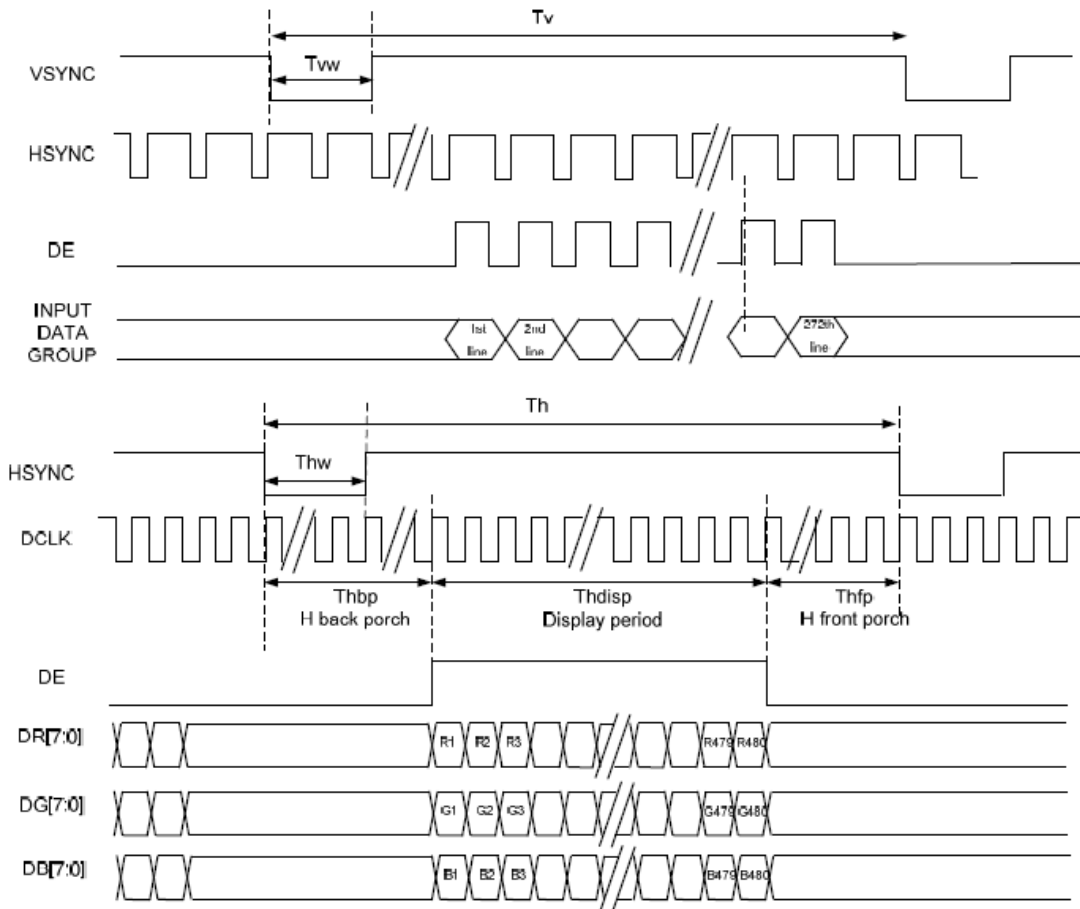 Tv
Tvw
VSYNC
HSYNC
DE
INPUT
DATA
GROUP
1st
line
2nd
line
272th
line
Th
Thw
HSYNC
DCLK
Thbp
H back porch
Thdisp
Display period
Thfp
H front porch
DE
DR[7:0]
R1 R2 R3 R479 R480
DG[7:0]
G1 G2 G3 G479 G480
DB[7:0]
B1 B2 B3 B479 B480